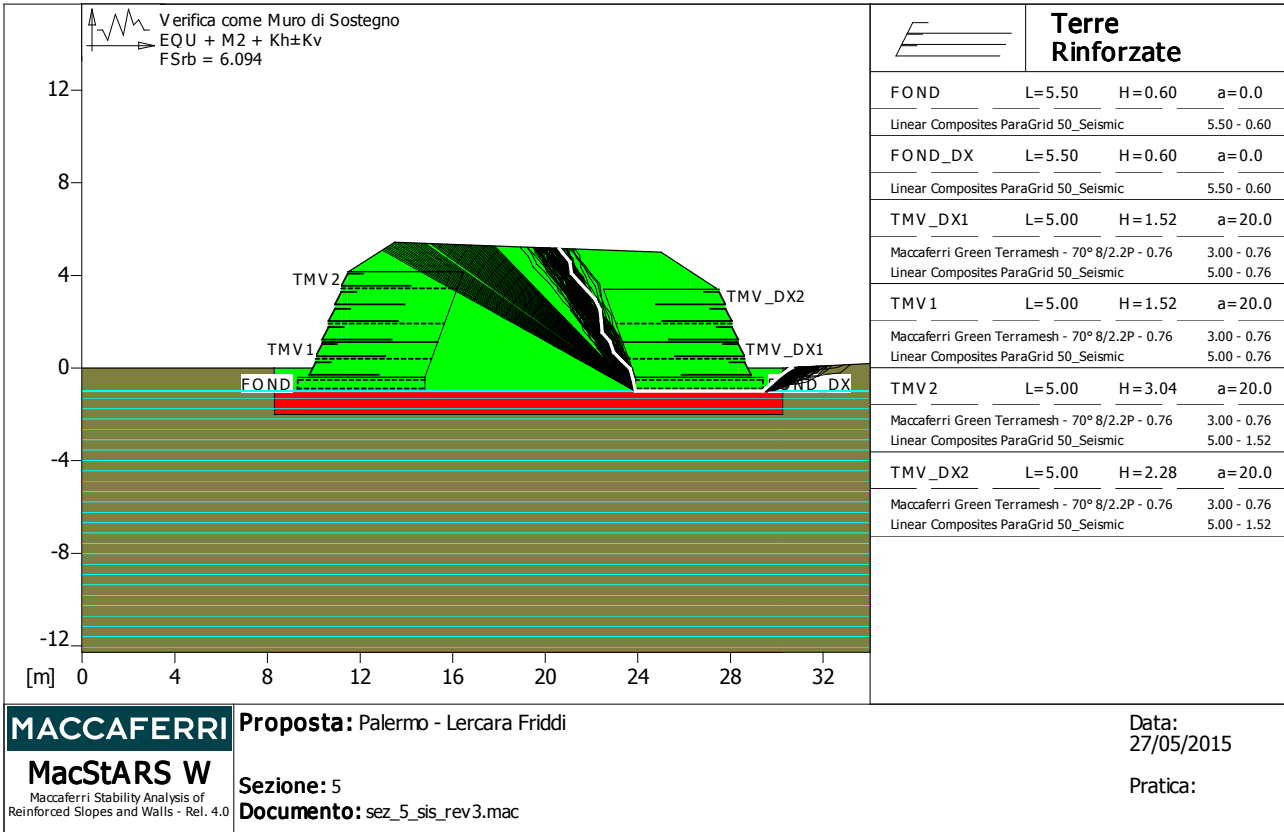 Verifica come Muro di Sostegno
EQU + M2 + Kh±Kv
FSrb = 6.094
12
8
4
0
-4
-8
-12
[m] 0 4 8 12 16 20 24 28 32
TMV2
TMV1
FOND
TMV_DX2
TMV_DX1
FOND_DX
Terre
Rinforzate
FOND L=5.50 H=0.60 a=0.0
Linear Composites ParaGrid 50_Seismic 5.50 - 0.60
FOND_DX L=5.50 H=0.60 a=0.0
Linear Composites ParaGrid 50_Seismic 5.50 - 0.60
TMV_DX1 L=5.00 H=1.52 a=20.0
Maccaferri Green Terramesh - 70° 8/2.2P - 0.76 3.00 - 0.76
Linear Composites ParaGrid 50_Seismic 5.00 - 0.76
TMV1 L=5.00 H=1.52 a=20.0
Maccaferri Green Terramesh - 70° 8/2.2P - 0.76 3.00 - 0.76
Linear Composites ParaGrid 50_Seismic 5.00 - 0.76
TMV2 L=5.00 H=3.04 a=20.0
Maccaferri Green Terramesh - 70° 8/2.2P - 0.76 3.00 - 0.76
Linear Composites ParaGrid 50_Seismic 5.00 - 1.52
TMV_DX2 L=5.00 H=2.28 a=20.0
Maccaferri Green Terramesh - 70° 8/2.2P - 0.76 3.00 - 0.76
Linear Composites ParaGrid 50_Seismic 5.00 - 1.52
MACCAFERRI
MacStARS W
Maccaferri Stability Analysis of
Reinforced Slopes and Walls - Rel. 4.0
Proposta: Palermo - Lercara Friddi
Sezione: 5
Documento: sez_5_sis_rev3.mac
Data:
27/05/2015
Pratica: